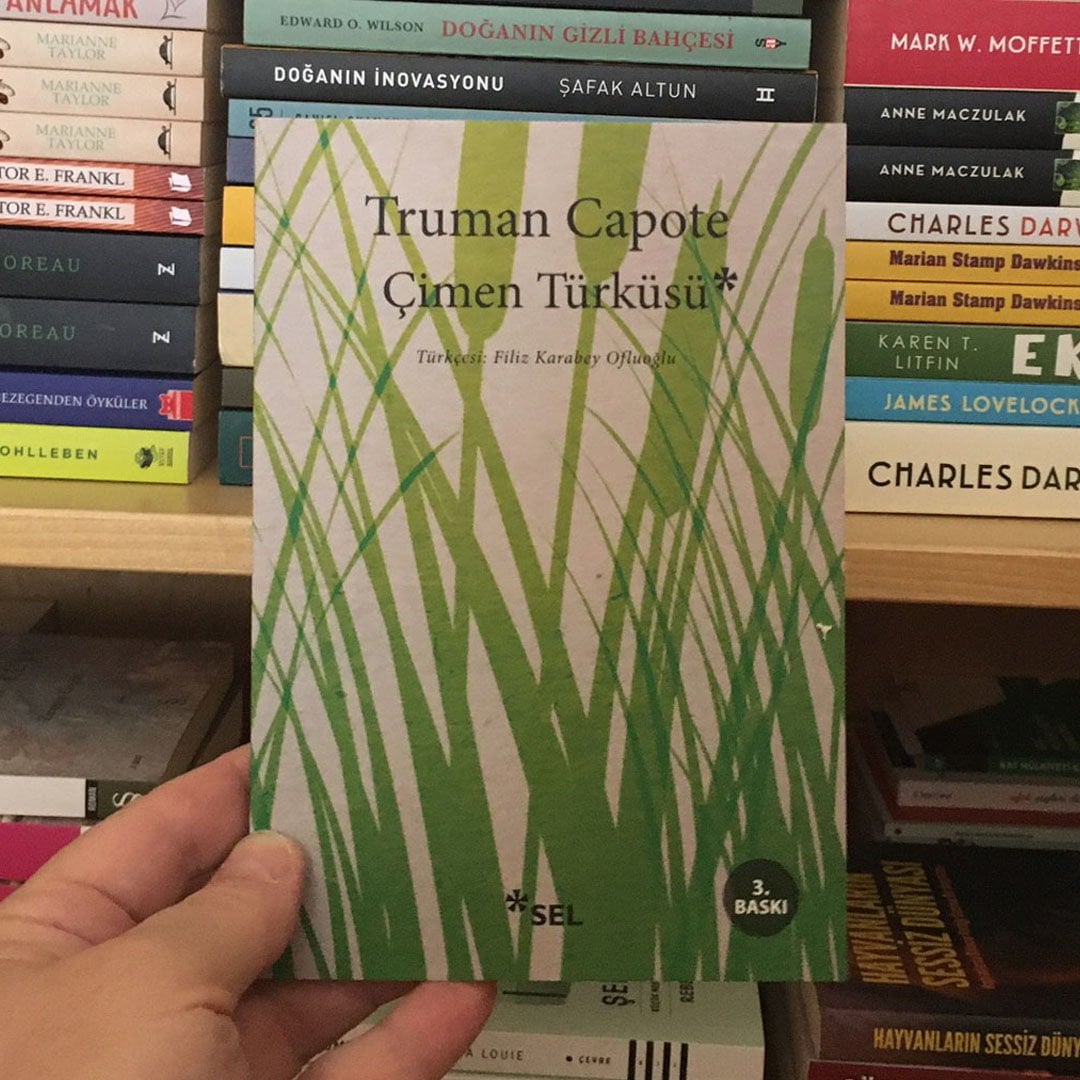 ANLAMAK
MARIANNE
TAYLOR
MARIANNE
TAYLOR
MARIANNE
TAYLOR
TOR E. FRANKL
TOR E. FRANKL
OREAU
OREAU
EZEGENDEN ÖYKÜLER
OHLLEBEN
EDWARD O. WILSON DOĞANIN GİZLİ BAHÇESİ SEL
DOĞANIN İNOVASYONU ŞAFAK ALTUN
MARK W. MOFFETT
ANNE MACZULAK
ANNE MACZULAK
CHARLES DARW
Marian Stamp Dawkins
Marian Stamp Dawkins
KAREN T.
LITFIN EK
JAMES LOVELOCK
CHARLES DAR
Truman Capote
Çimen Türküsü*
Türkçesi: Filiz Karabey Ofluoğlu
*SEL
3.
BASKI
HAYVANLARIN
SESSİZ DÜNYASI
HAYVANLARIN SESSİZ DÜNY
A LOUIE • ÇEVRE